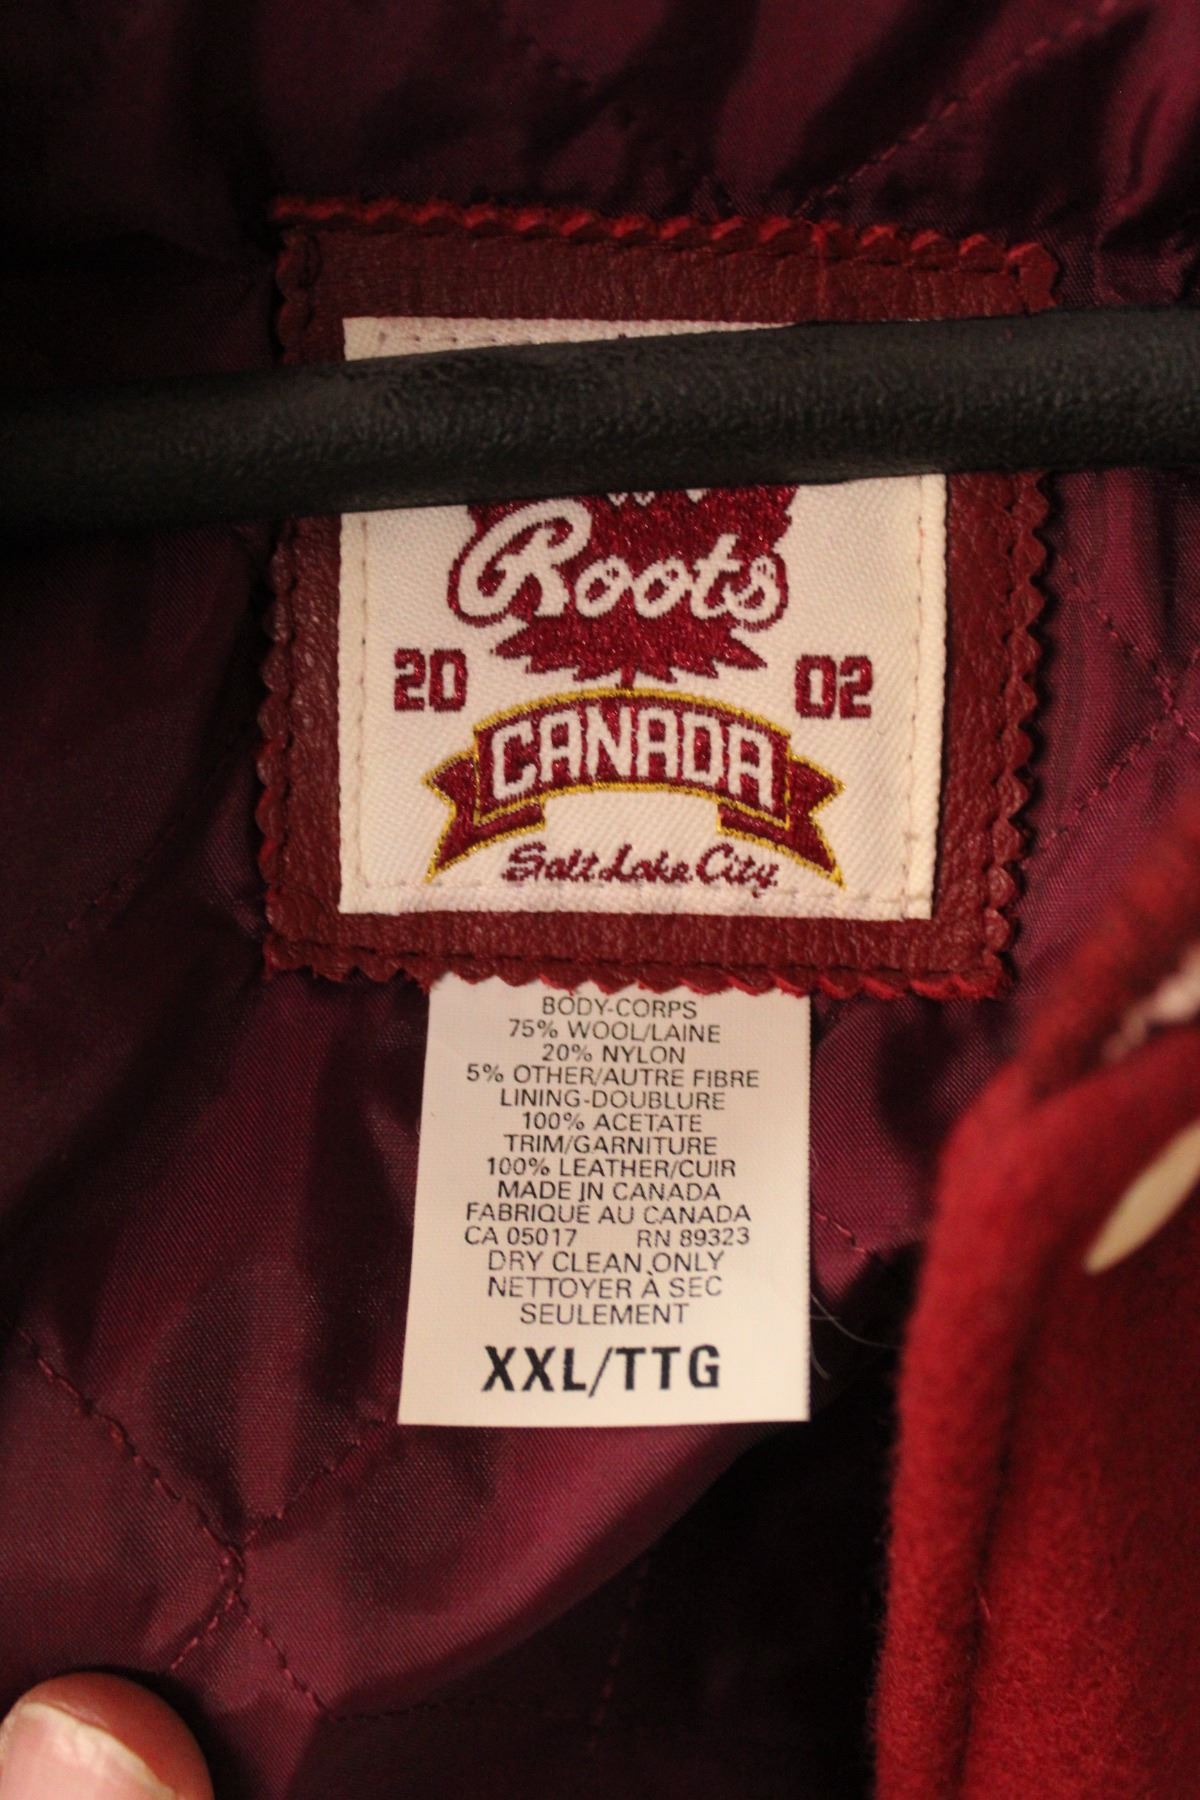 Roots
20 02
CANADA
Salt Lake City
BODY-CORPS
75% WOOL/LAINE
20% NYLON
5% OTHER/AUTRE FIBRE
LINING-DOUBLURE
100% ACETATE
TRIM/GARNITURE
100% LEATHER/CUIR
MADE IN CANADA
FABRIQUE AU CANADA
CA 05017 RN 89323
DRY CLEAN ONLY
NETTOYER À SEC
SEULEMENT
XXL/TTG